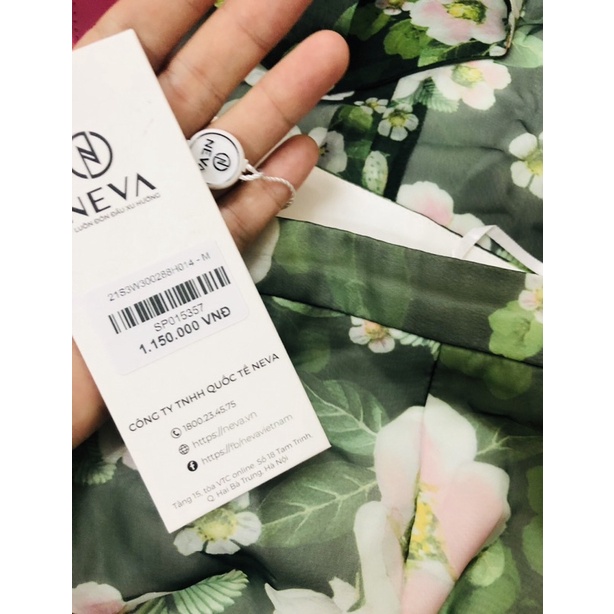 NEVA
LUÔN ĐÓN ĐẦU XU HƯỚNG
NEVA
21S3W300288H014 - M
SP015357
1.150.000 VNĐ
CÔNG TY TNHH QUỐC TẾ NEVA
1800.23.45.75
https://neva.vn
https://fb/nevavietnam
Tầng 15, tòa VTC online. Số 18 Tam Trinh
Q. Hai Bà Trưng, Hà Nội